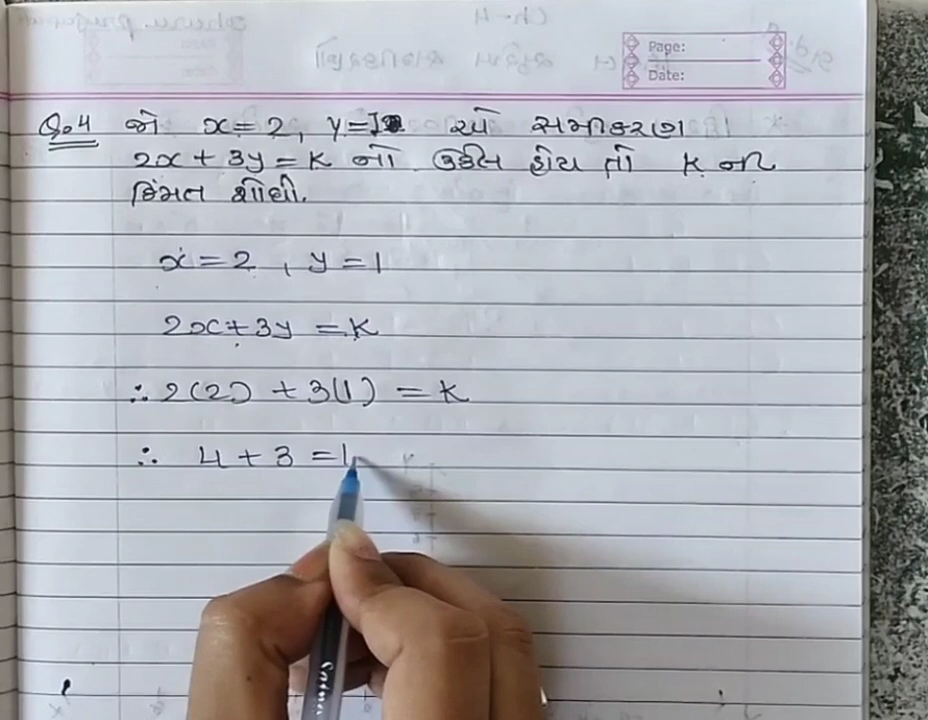 Page:
Date:
Q.4 જો x=2, y=1 એ સમીકરણ
2x + 3y = K નો ઉકેલ હોય તો K ની
કિંમત શોધો.
x = 2 , y = 1
2x + 3y = K
∴ 2(2) + 3(1) = K
∴ 4 + 3 = 1